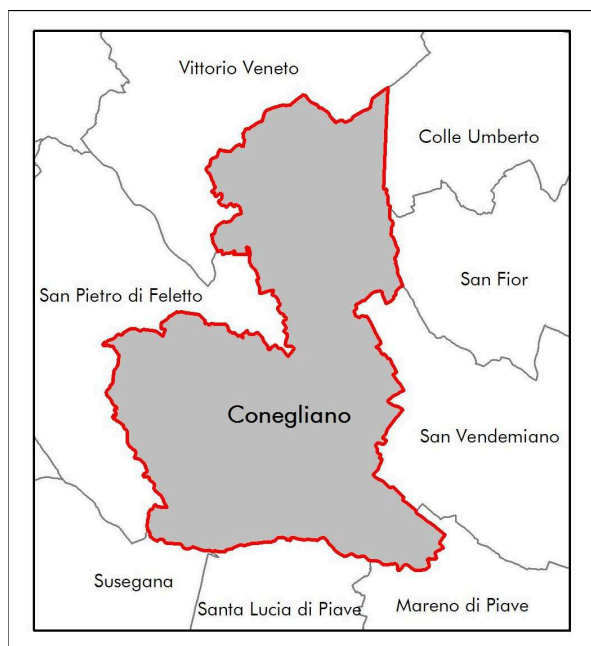 Vittorio Veneto
Colle Umberto
San Fior
San Pietro di Feletto
Conegliano
San Vendemiano
Susegana
Santa Lucia di Piave
Mareno di Piave